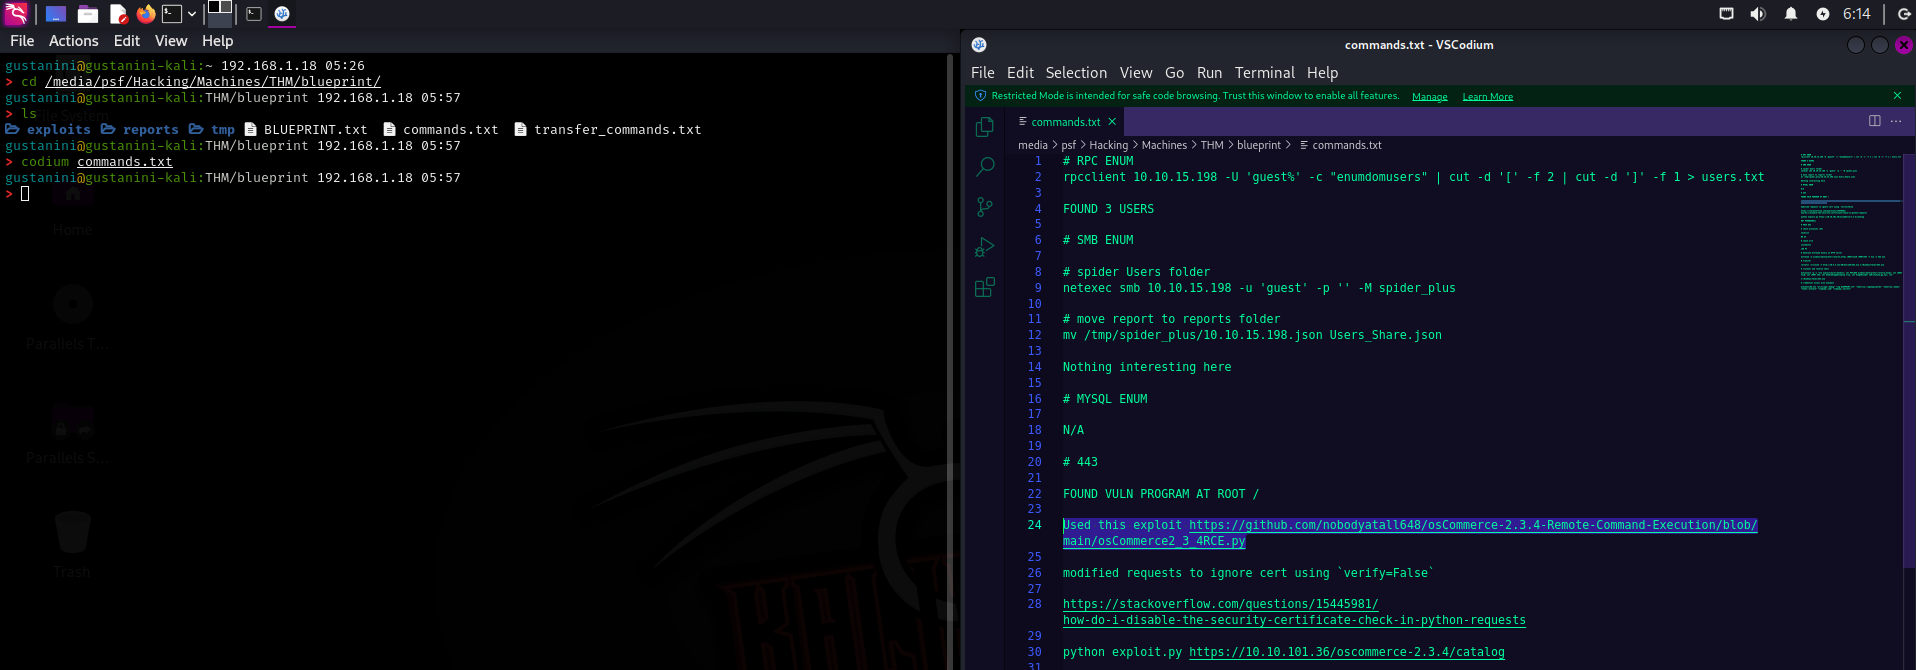 6:14
File Actions Edit View Help
gustanini@gustanini-kali:~ 192.168.1.18 05:26
> cd /media/psf/Hacking/Machines/THM/blueprint/
gustanini@gustanini-kali:THM/blueprint 192.168.1.18 05:57
> ls
exploits reports tmp BLUEPRINT.txt commands.txt transfer_commands.txt
gustanini@gustanini-kali:THM/blueprint 192.168.1.18 05:57
> codium commands.txt
gustanini@gustanini-kali:THM/blueprint 192.168.1.18 05:57
>
Home
Parallels T...
Parallels S...
Trash
KALI
commands.txt - VSCodium
File Edit Selection View Go Run Terminal Help
Restricted Mode is intended for safe code browsing. Trust this window to enable all features. Manage Learn More
commands.txt
media > psf > Hacking > Machines > THM > blueprint > commands.txt
1 # RPC ENUM
2 rpcclient 10.10.15.198 -U 'guest%' -c "enumdomusers" | cut -d '[' -f 2 | cut -d ']' -f 1 > users.txt
3
4 FOUND 3 USERS
5
6 # SMB ENUM
7
8 # spider Users folder
9 netexec smb 10.10.15.198 -u 'guest' -p '' -M spider_plus
10
11 # move report to reports folder
12 mv /tmp/spider_plus/10.10.15.198.json Users_Share.json
13
14 Nothing interesting here
15
16 # MYSQL ENUM
17
18 N/A
19
20 # 443
21
22 FOUND VULN PROGRAM AT ROOT /
23
24 Used this exploit https://github.com/nobodyatall648/osCommerce-2.3.4-Remote-Command-Execution/blob/
main/osCommerce2_3_4RCE.py
25
26 modified requests to ignore cert using `verify=False`
27
28 https://stackoverflow.com/questions/15445981/
how-do-i-disable-the-security-certificate-check-in-python-requests
29
30 python exploit.py https://10.10.101.36/oscommerce-2.3.4/catalog
31